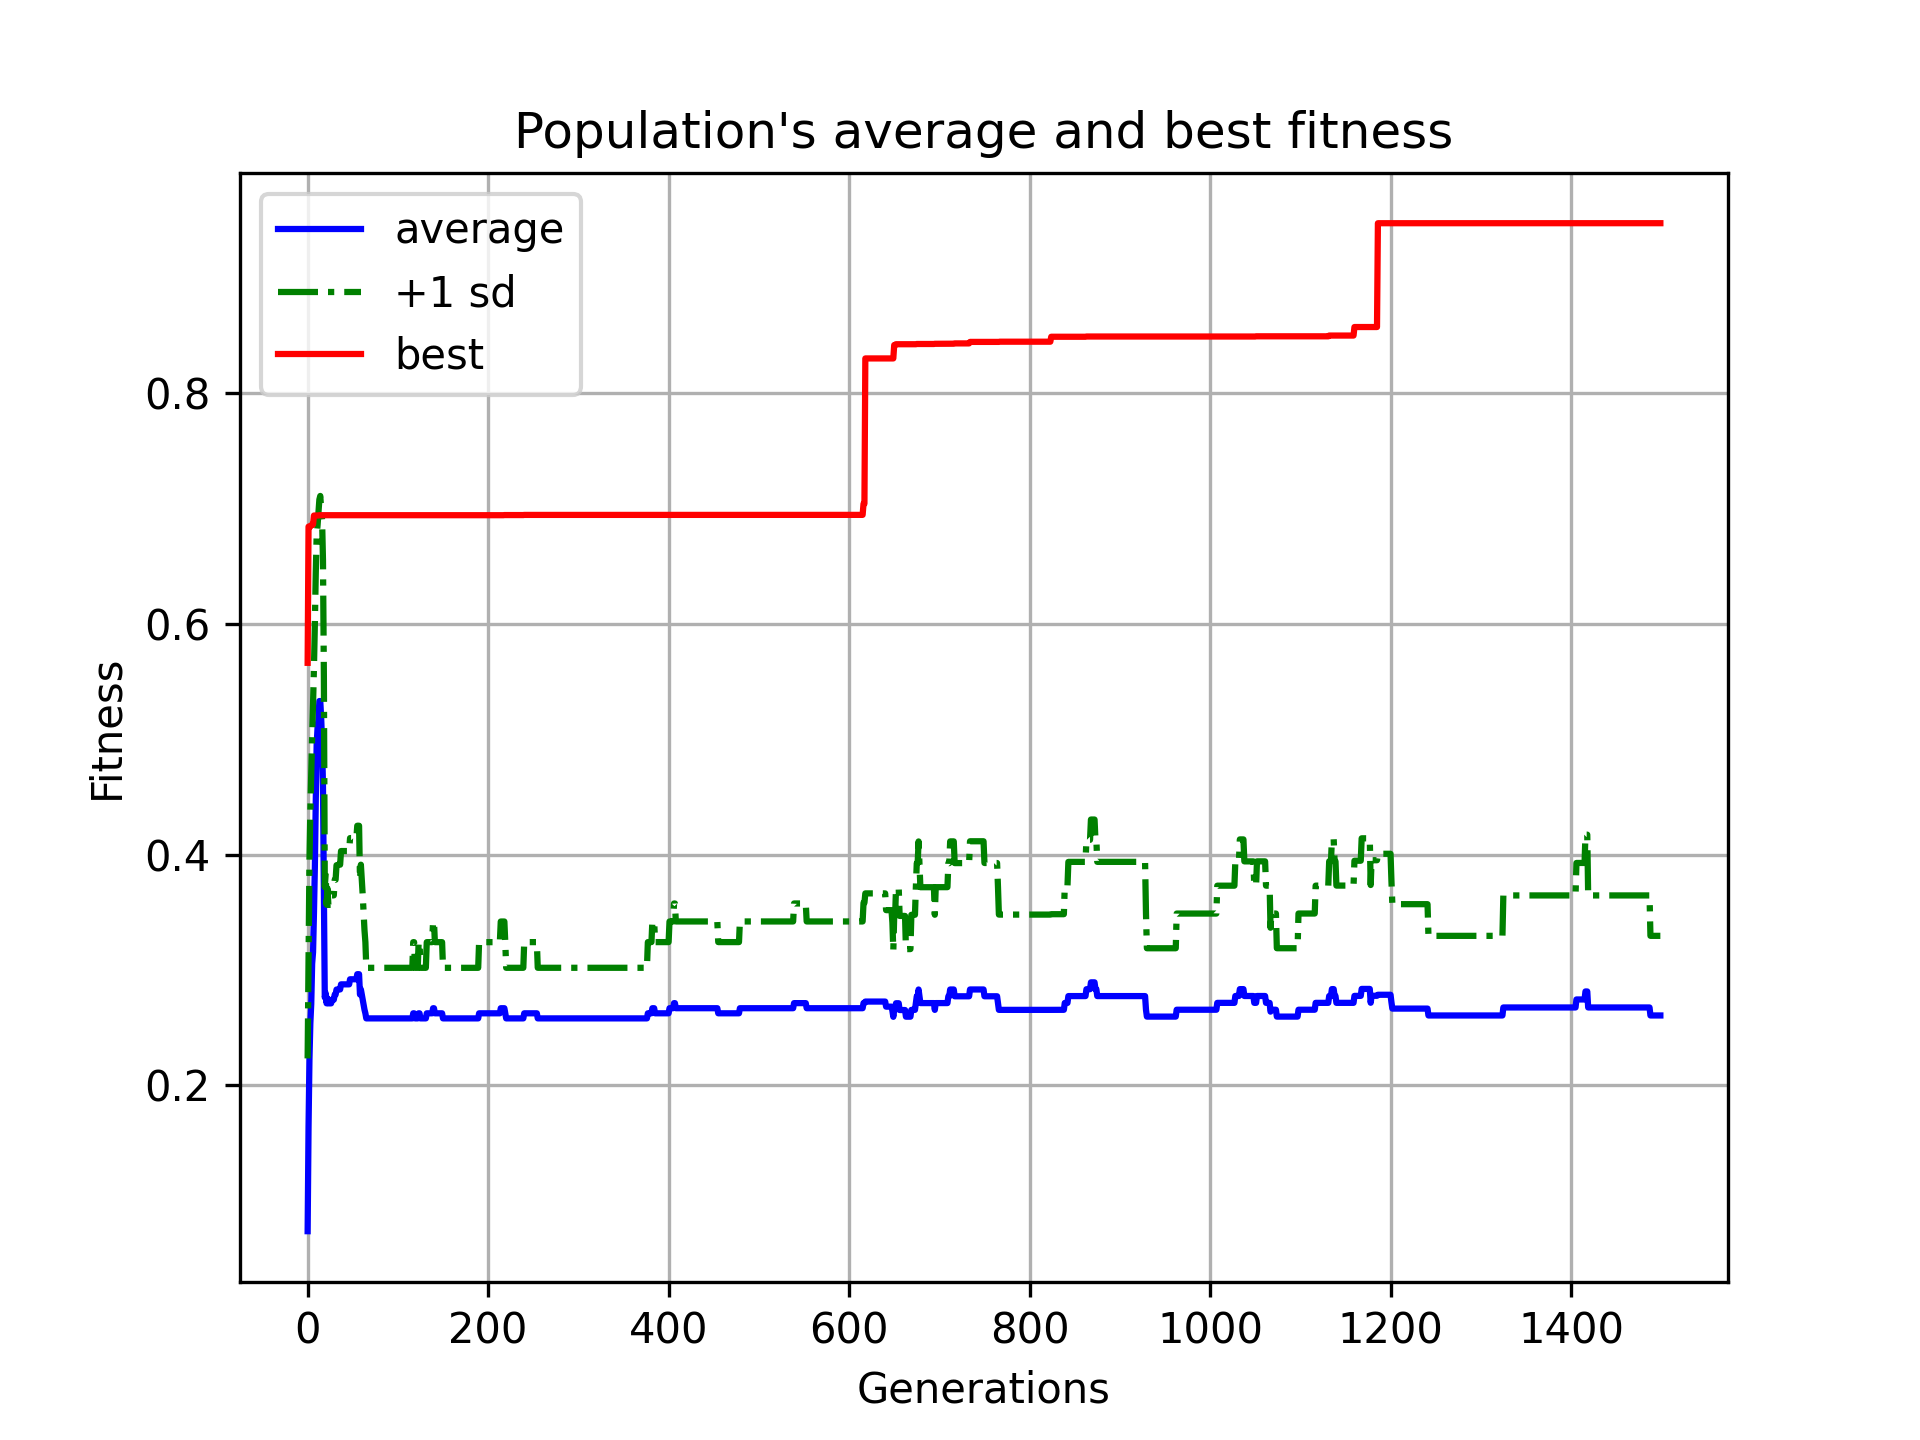 Population's average and best fitness
average
+1 sd
best
0.8
0.6
0.4
0.2
Fitness
0 200 400 600 800 1000 1200 1400
Generations